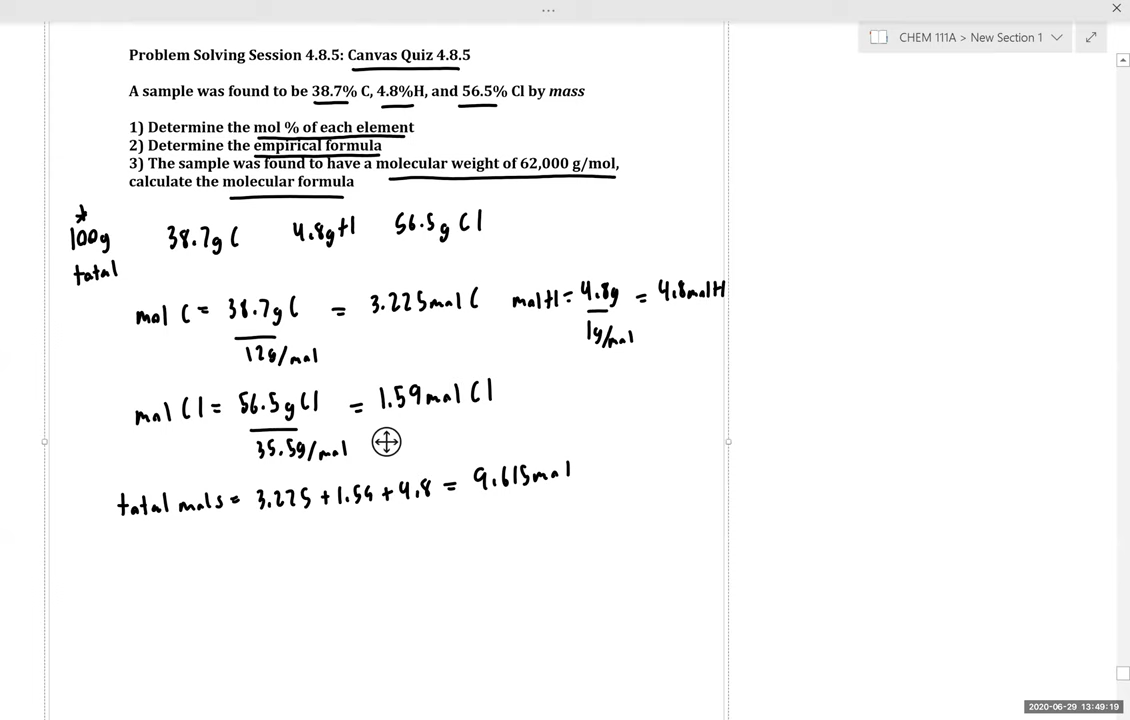 CHEM 111A > New Section 1
Problem Solving Session 4.8.5: Canvas Quiz 4.8.5
A sample was found to be 38.7% C, 4.8%H, and 56.5% Cl by mass
1) Determine the mol % of each element
2) Determine the empirical formula
3) The sample was found to have a molecular weight of 62,000 g/mol,
calculate the molecular formula
* 100g total
38.7g C 4.8g H 56.5g Cl
mol C = 38.7g C / 12g/mol = 3.225 mol C mol H = 4.8g / 1g/mol = 4.8 mol H
mol Cl = 56.5g Cl / 35.5g/mol = 1.59 mol Cl
total mols = 3.225 + 1.59 + 4.8 = 9.615 mol
2020-06-29 13:49:19